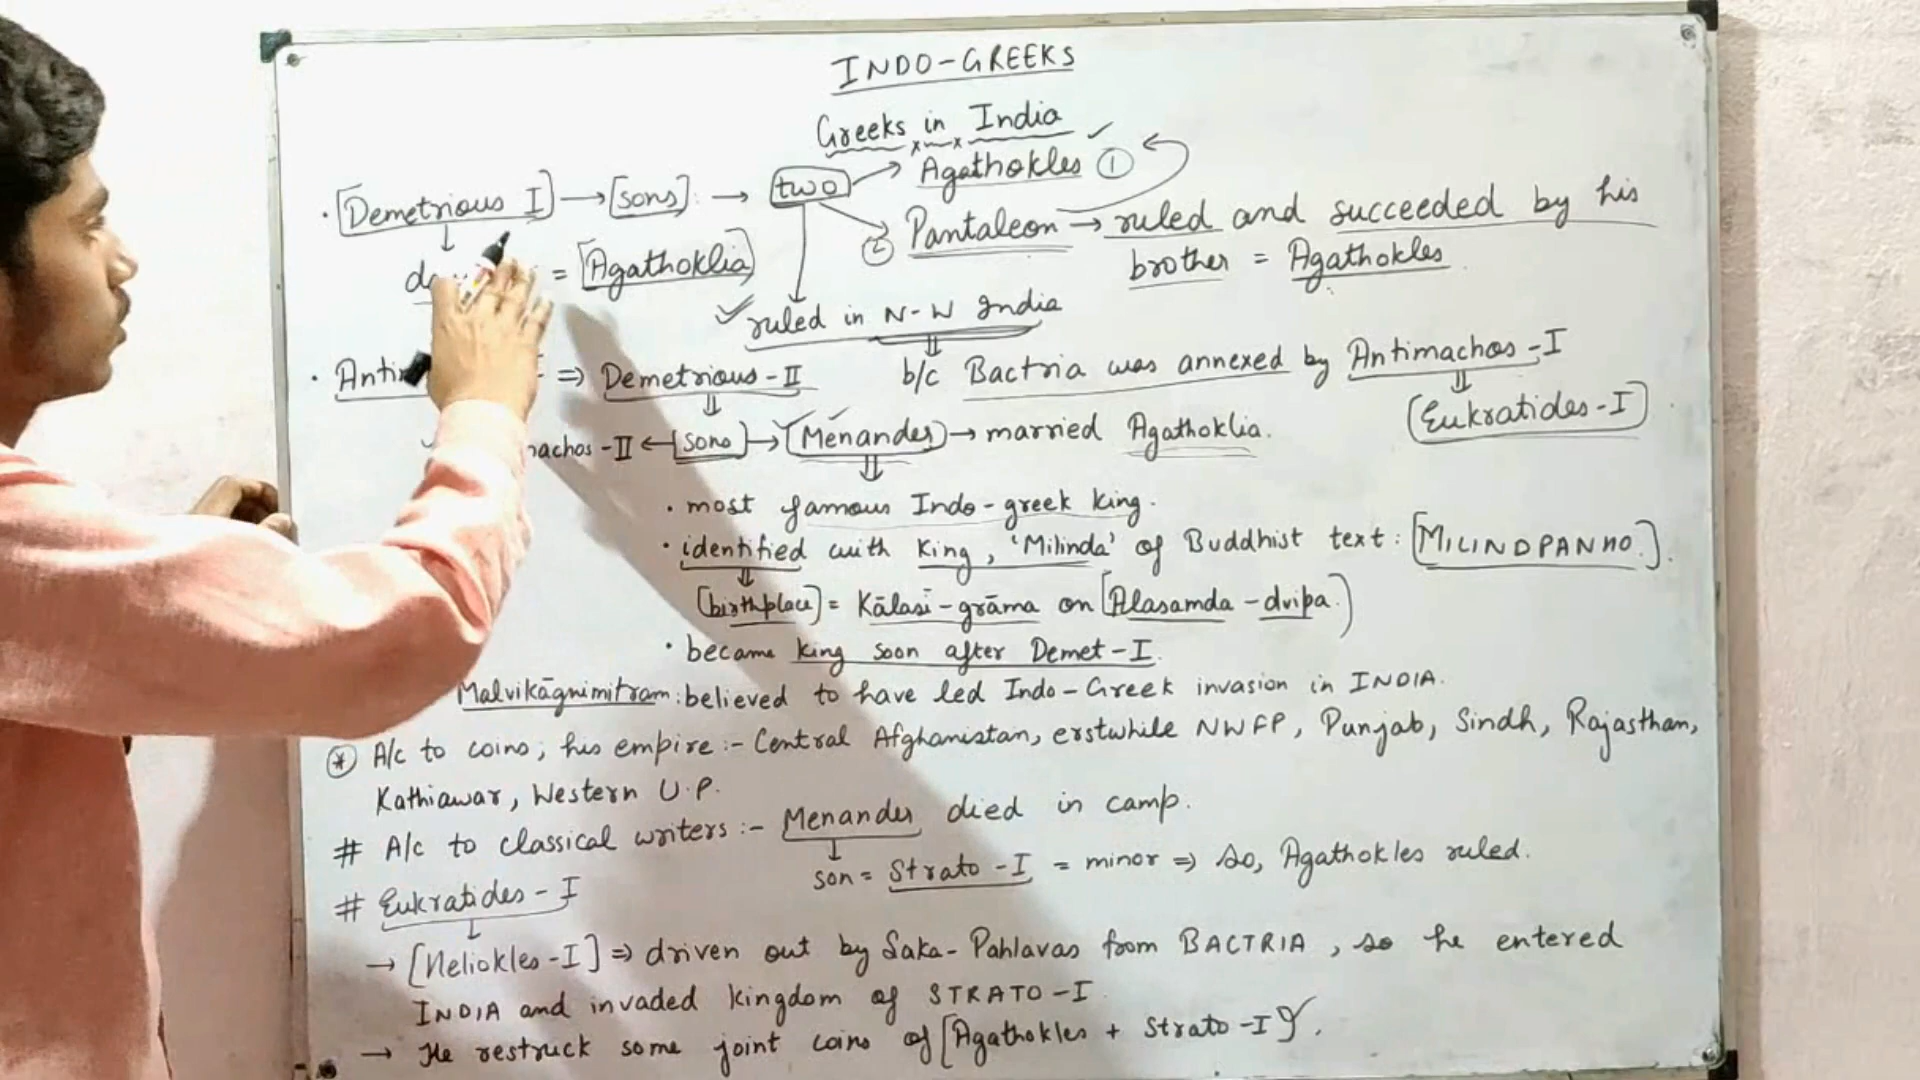 INDO-GREEKS
Greeks in India
. [Demetrious I] → [sons] → two → Agathokles ① ✓
② Pantaleon → ruled and succeeded by his
brother = Agathokles
= [Agathoklia]
✓ ruled in N-W India
b/c Bactria was annexed by Antimachos-I
. ⇒ Demetrious-II
[Eukratides-I]
-II ← [sons] → [Menander] → married Agathoklia.
. most famous Indo-greek king.
. identified with king, 'Milinda' of Buddhist text: [MILINDPANHO.].
[birthplace] = Kālasi-grāma on [Alasamda-dvipa.]
. became king soon after Demet-I.
Malvikāgnimitram: believed to have led Indo-Greek invasion in INDIA.
⊛ A/c to coins, his empire:- Central Afghanistan, erstwhile NWFP, Punjab, Sindh, Rajasthan,
Kathiawar, Western U.P.
# A/c to classical writers:- Menander died in camp.
son = Strato-I = minor ⇒ So, Agathokles ruled.
# Eukratides-I
→ [Heliokles-I] ⇒ driven out by Saka-Pahlavas from BACTRIA, so he entered
INDIA and invaded kingdom of STRATO-I
→ He restruck some joint coins of [Agathokles + Strato-I].